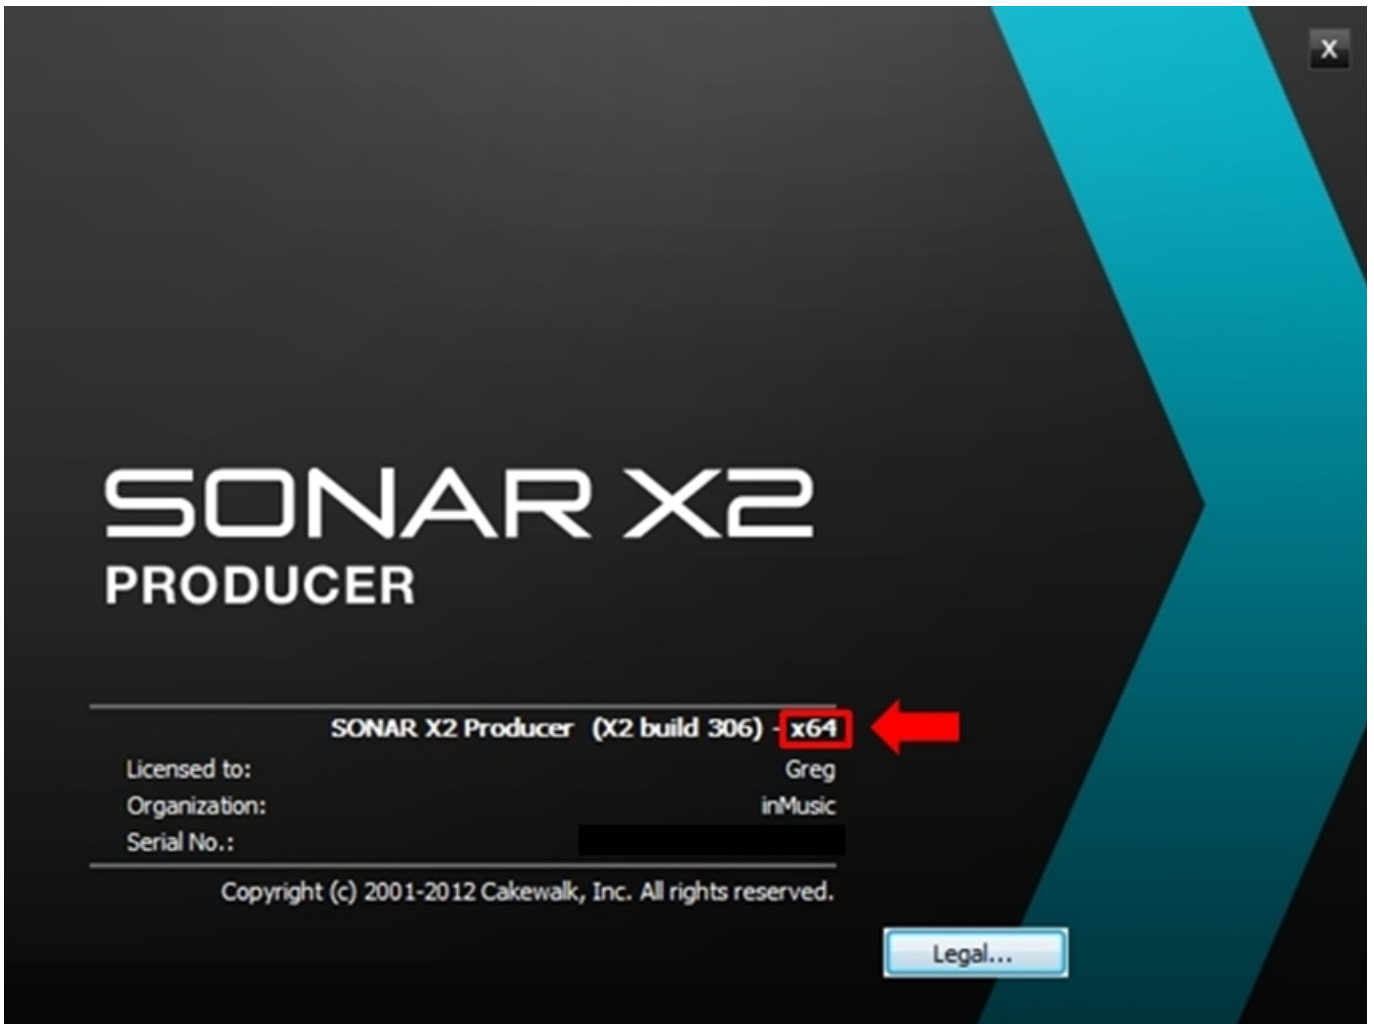 X
SONAR X2
PRODUCER
SONAR X2 Producer (X2 build 306) - x64
Licensed to: Greg
Organization: inMusic
Serial No.:
Copyright (c) 2001-2012 Cakewalk, Inc. All rights reserved.
Legal...